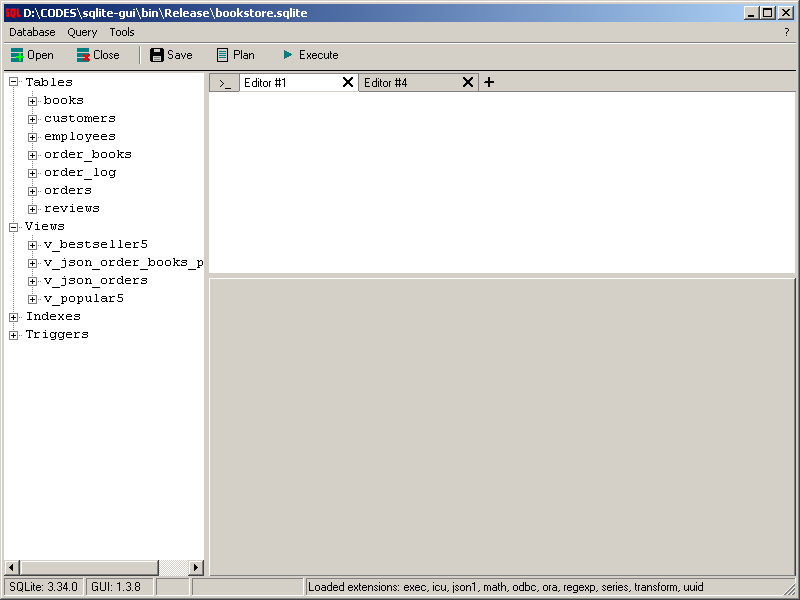 SQL D:\CODES\sqlite-gui\bin\Release\bookstore.sqlite
Database Query Tools ?
Open Close Save Plan Execute
>_ Editor #1 Editor #4 +
Tables
books
customers
employees
order_books
order_log
orders
reviews
Views
v_bestseller5
v_json_order_books_p
v_json_orders
v_popular5
Indexes
Triggers
SQLite: 3.34.0 GUI: 1.3.8 Loaded extensions: exec, icu, json1, math, odbc, ora, regexp, series, transform, uuid